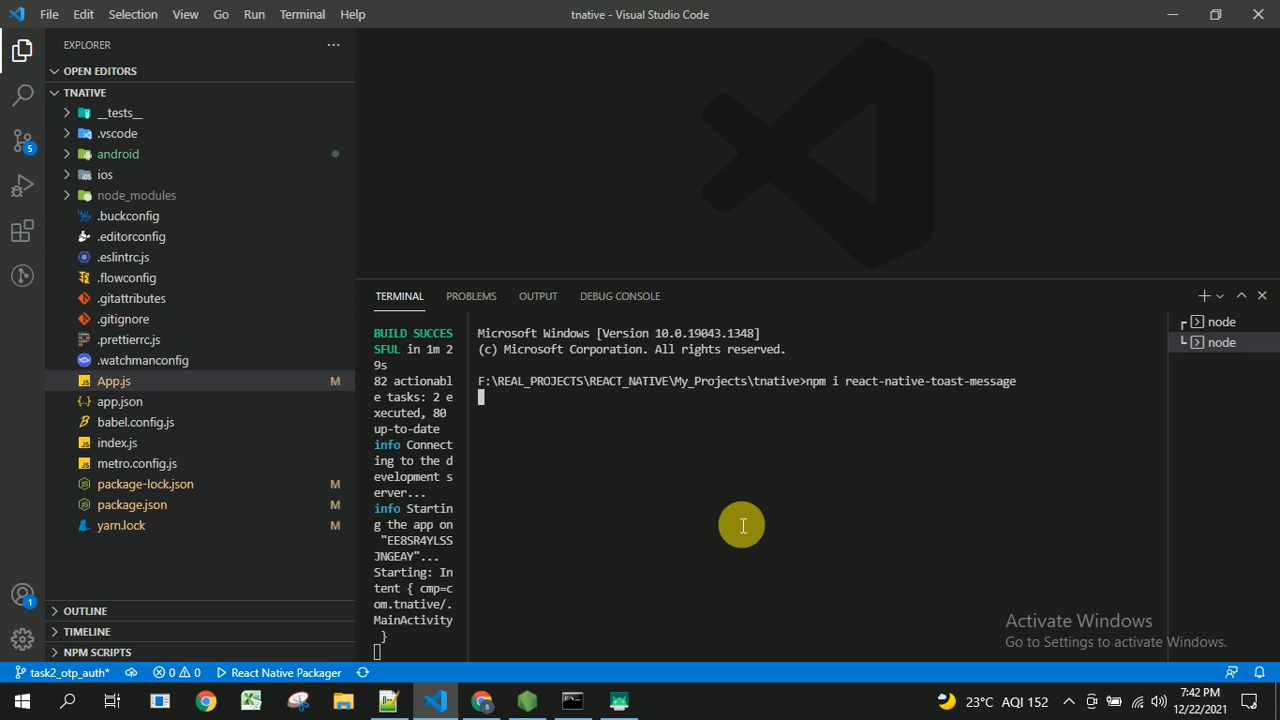 File Edit Selection View Go Run Terminal Help
tnative - Visual Studio Code
EXPLORER
OPEN EDITORS
TNATIVE
__tests__
.vscode
android
ios
node_modules
.buckconfig
.editorconfig
.eslintrc.js
.flowconfig
.gitattributes
.gitignore
.prettierrc.js
.watchmanconfig
App.js M
app.json
babel.config.js
index.js
metro.config.js
package-lock.json M
package.json M
yarn.lock M
OUTLINE
TIMELINE
NPM SCRIPTS
5
1
TERMINAL PROBLEMS OUTPUT DEBUG CONSOLE
BUILD SUCCES
SFUL in 1m 2
9s
82 actionabl
e tasks: 2 e
xecuted, 80
up-to-date
info Connect
ing to the d
evelopment s
erver...
info Startin
g the app on
"EE8SR4YLSS
JNGEAY"...
Starting: In
tent { cmp=c
om.tnative/.
MainActivity
}
Microsoft Windows [Version 10.0.19043.1348]
(c) Microsoft Corporation. All rights reserved.
F:\REAL_PROJECTS\REACT_NATIVE\My_Projects\tnative>npm i react-native-toast-message
node
node
Activate Windows
Go to Settings to activate Windows.
task2_otp_auth* 0 0 React Native Packager
23°C AQI 152
7:42 PM
12/22/2021